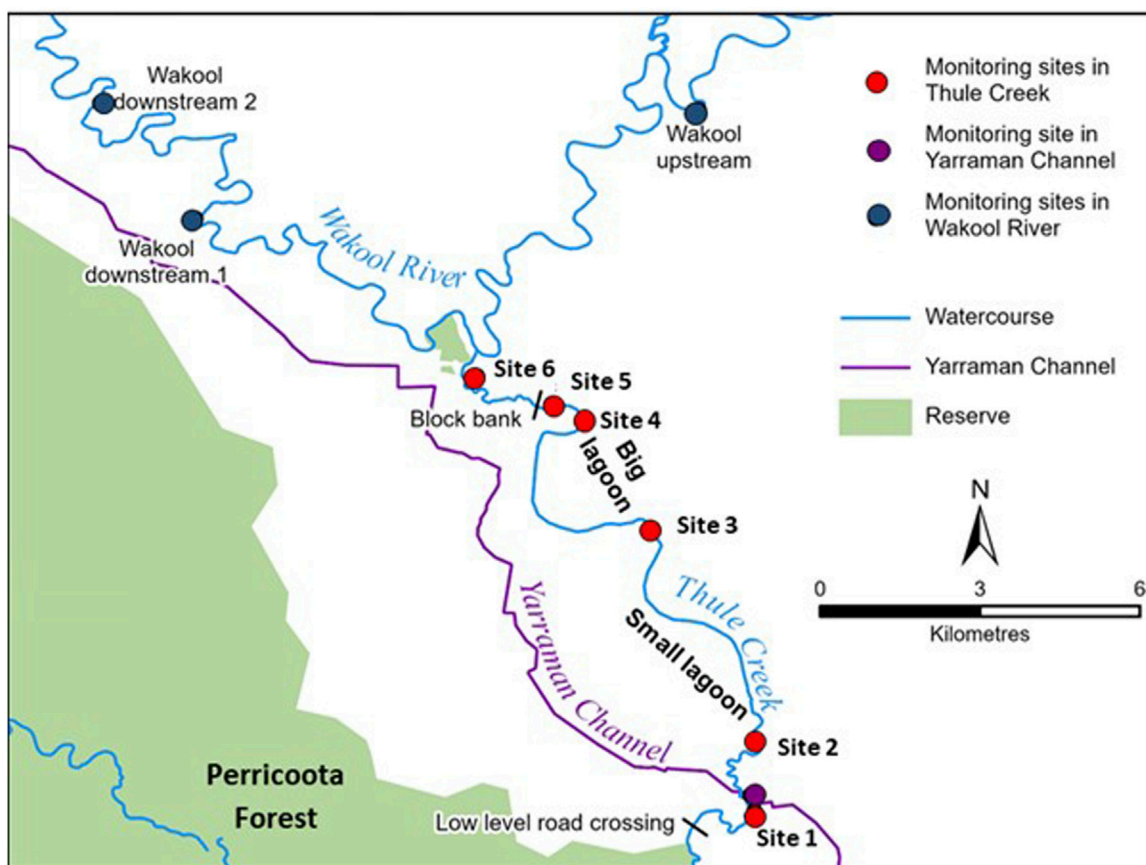 Wakool
downstream 2
Wakool
upstream
Monitoring sites in
Thule Creek
Monitoring site in
Yarraman Channel
Monitoring sites in
Wakool River
Wakool
downstream 1
Wakool River
Watercourse
Yarraman Channel
Reserve
Site 6
Site 5
Block bank
Site 4
Big
lagoon
Site 3
N
0 3 6
Kilometres
Thule Creek
Small lagoon
Yarraman Channel
Site 2
Perricoota
Forest
Low level road crossing
Site 1